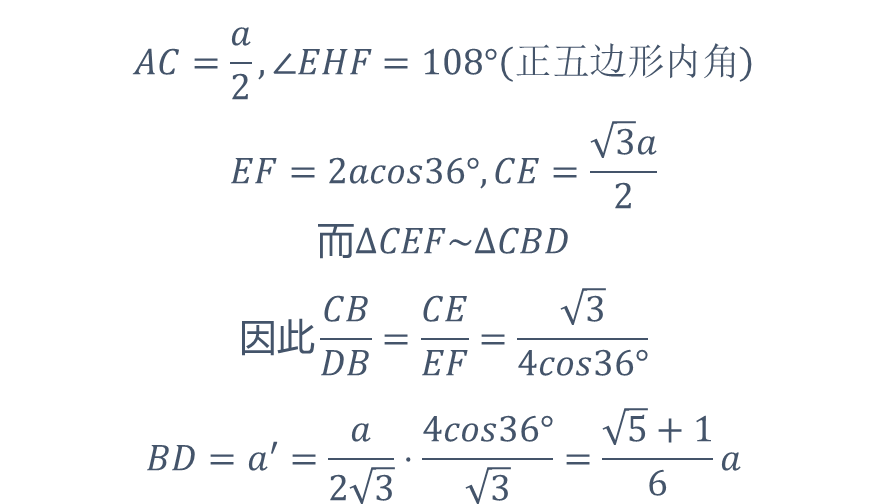 AC = a/2 , ∠EHF = 108°(正五边形内角)
EF = 2acos36°, CE = √3a/2
而ΔCEF~ΔCBD
因此 CB/DB = CE/EF = √3/4cos36°
BD = a′ = a/2√3 · 4cos36°/√3 = √5 + 1/6 a